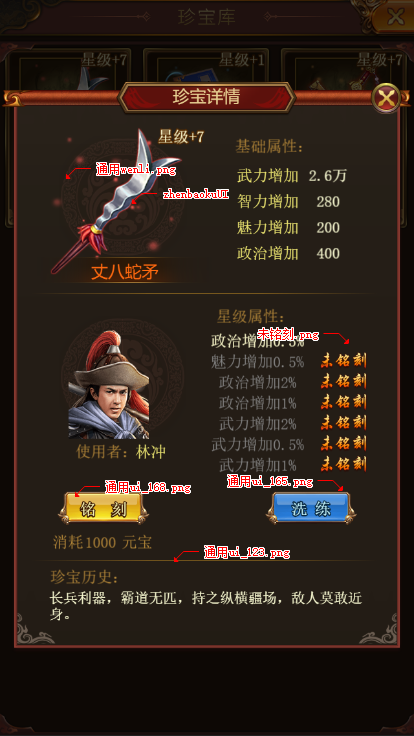 珍宝库
星级+7
星级+1
星级+7
珍宝详情
星级+7
通用wenli.png
zhenbaokuUI
丈八蛇矛
基础属性：
武力增加 2.6万
智力增加 280
魅力增加 200
政治增加 400
星级属性：
未铭刻.png
政治增加0.5%
魅力增加0.5% 未铭刻
政治增加2% 未铭刻
政治增加1% 未铭刻
武力增加2% 未铭刻
武力增加0.5% 未铭刻
武力增加1% 未铭刻
使用者：林冲
通用ui_163.png
通用ui_165.png
铭 刻
洗 练
消耗1000 元宝
通用ui_123.png
珍宝历史：
长兵利器，霸道无匹，持之纵横疆场，敌人莫敢近
身。